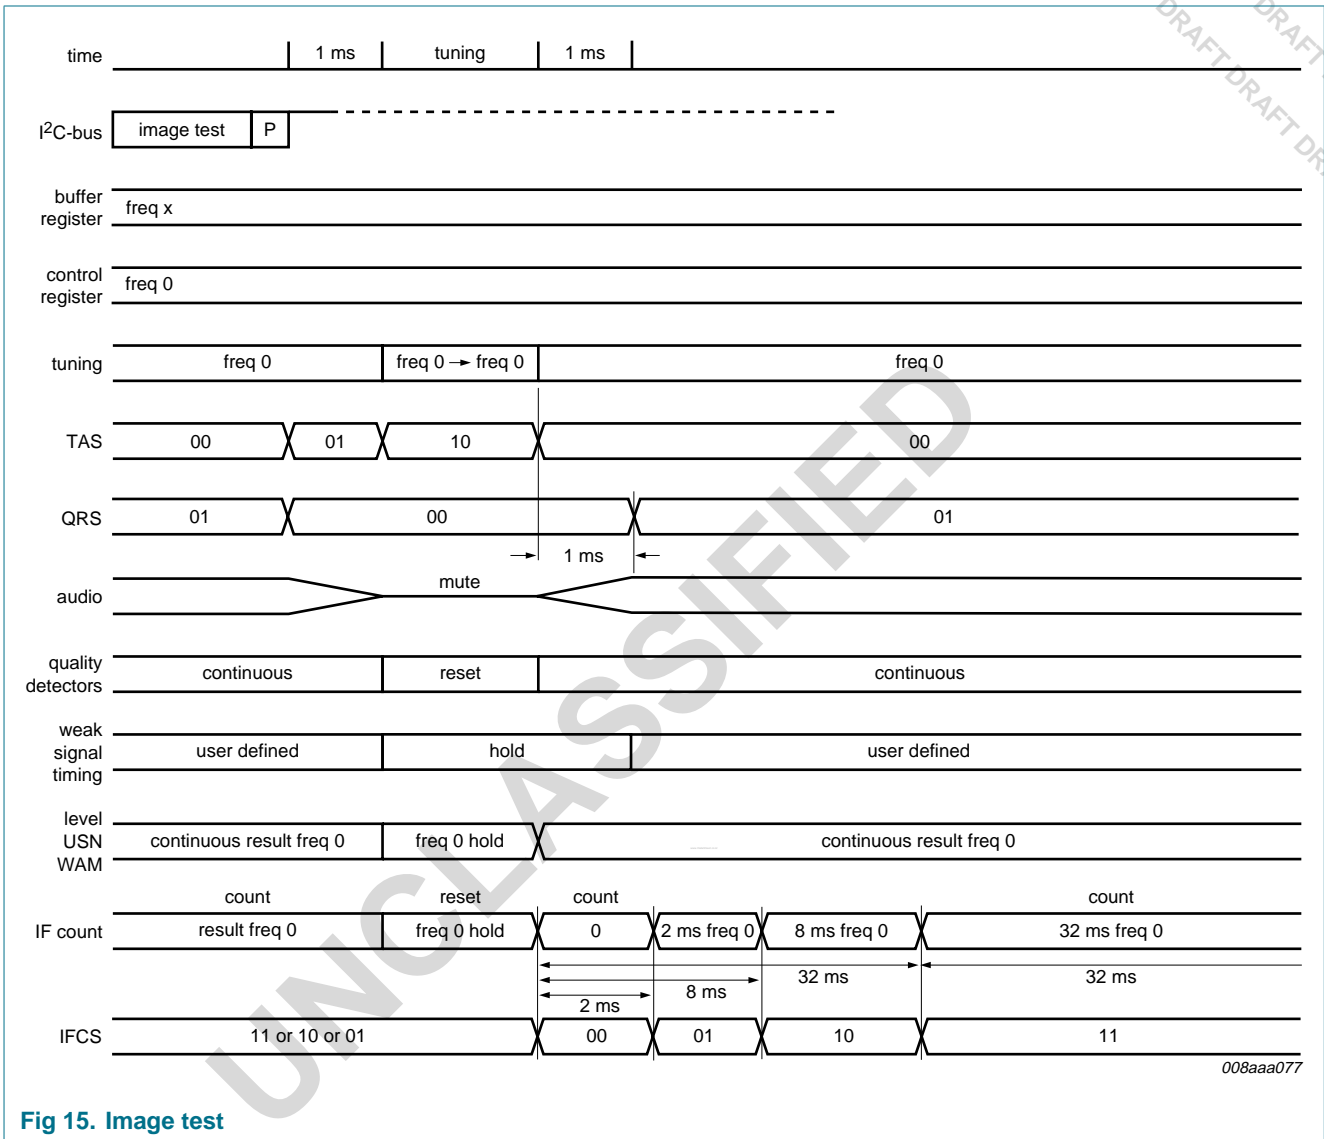 DRAFT DRAFT DRAFT
DRAFT
time 1 ms tuning 1 ms
I2C-bus image test P
buffer register freq x
control register freq 0
tuning freq 0 freq 0 → freq 0 freq 0
TAS 00 01 10 00
QRS 01 00 01
1 ms
audio mute
quality detectors continuous reset continuous
weak signal timing user defined hold user defined
level USN WAM continuous result freq 0 freq 0 hold continuous result freq 0
count reset count count
IF count result freq 0 freq 0 hold 0 2 ms freq 0 8 ms freq 0 32 ms freq 0
32 ms 32 ms
8 ms
2 ms
IFCS 11 or 10 or 01 00 01 10 11
008aaa077
UNCLASSIFIED
Fig 15. Image test